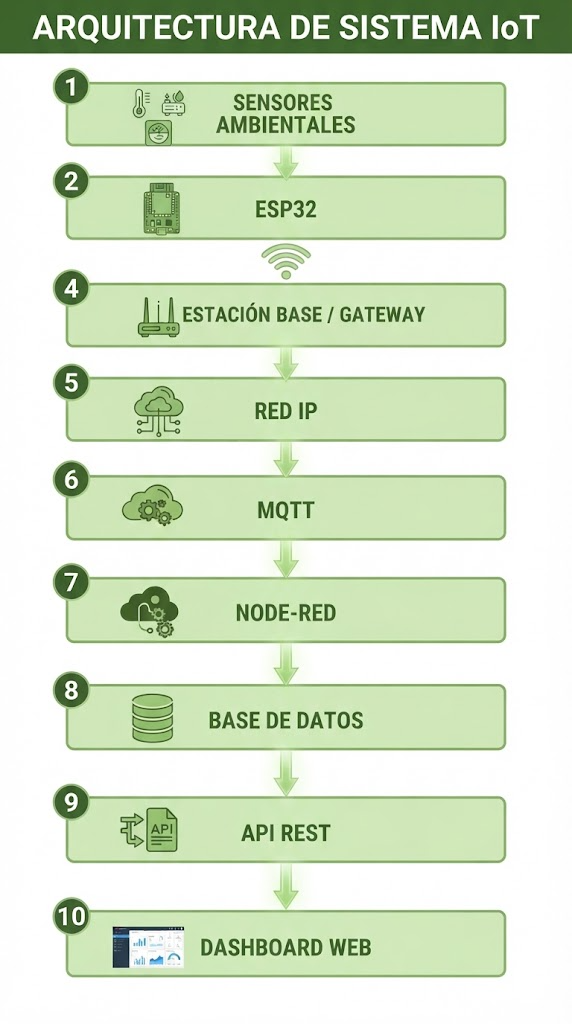 ARQUITECTURA DE SISTEMA IoT
1
SENSORES
AMBIENTALES
2
ESP32
4
ESTACIÓN BASE / GATEWAY
5
RED IP
6
MQTT
7
NODE-RED
8
BASE DE DATOS
9
API
API REST
10
DASHBOARD WEB